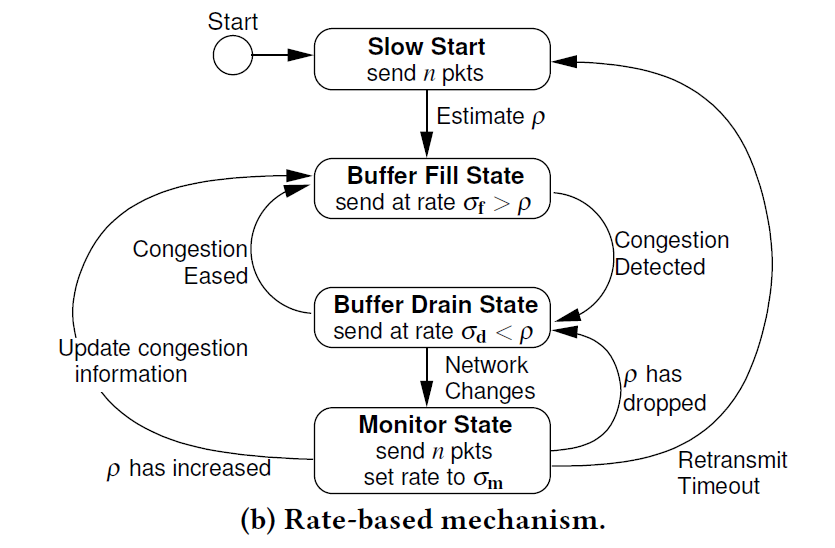 Start
Slow Start
send n pkts
Estimate ρ
Buffer Fill State
send at rate σf > ρ
Congestion
Eased
Congestion
Detected
Buffer Drain State
send at rate σd < ρ
Update congestion
information
Network
Changes
ρ has
dropped
Monitor State
send n pkts
set rate to σm
ρ has increased
Retransmit
Timeout
(b) Rate-based mechanism.